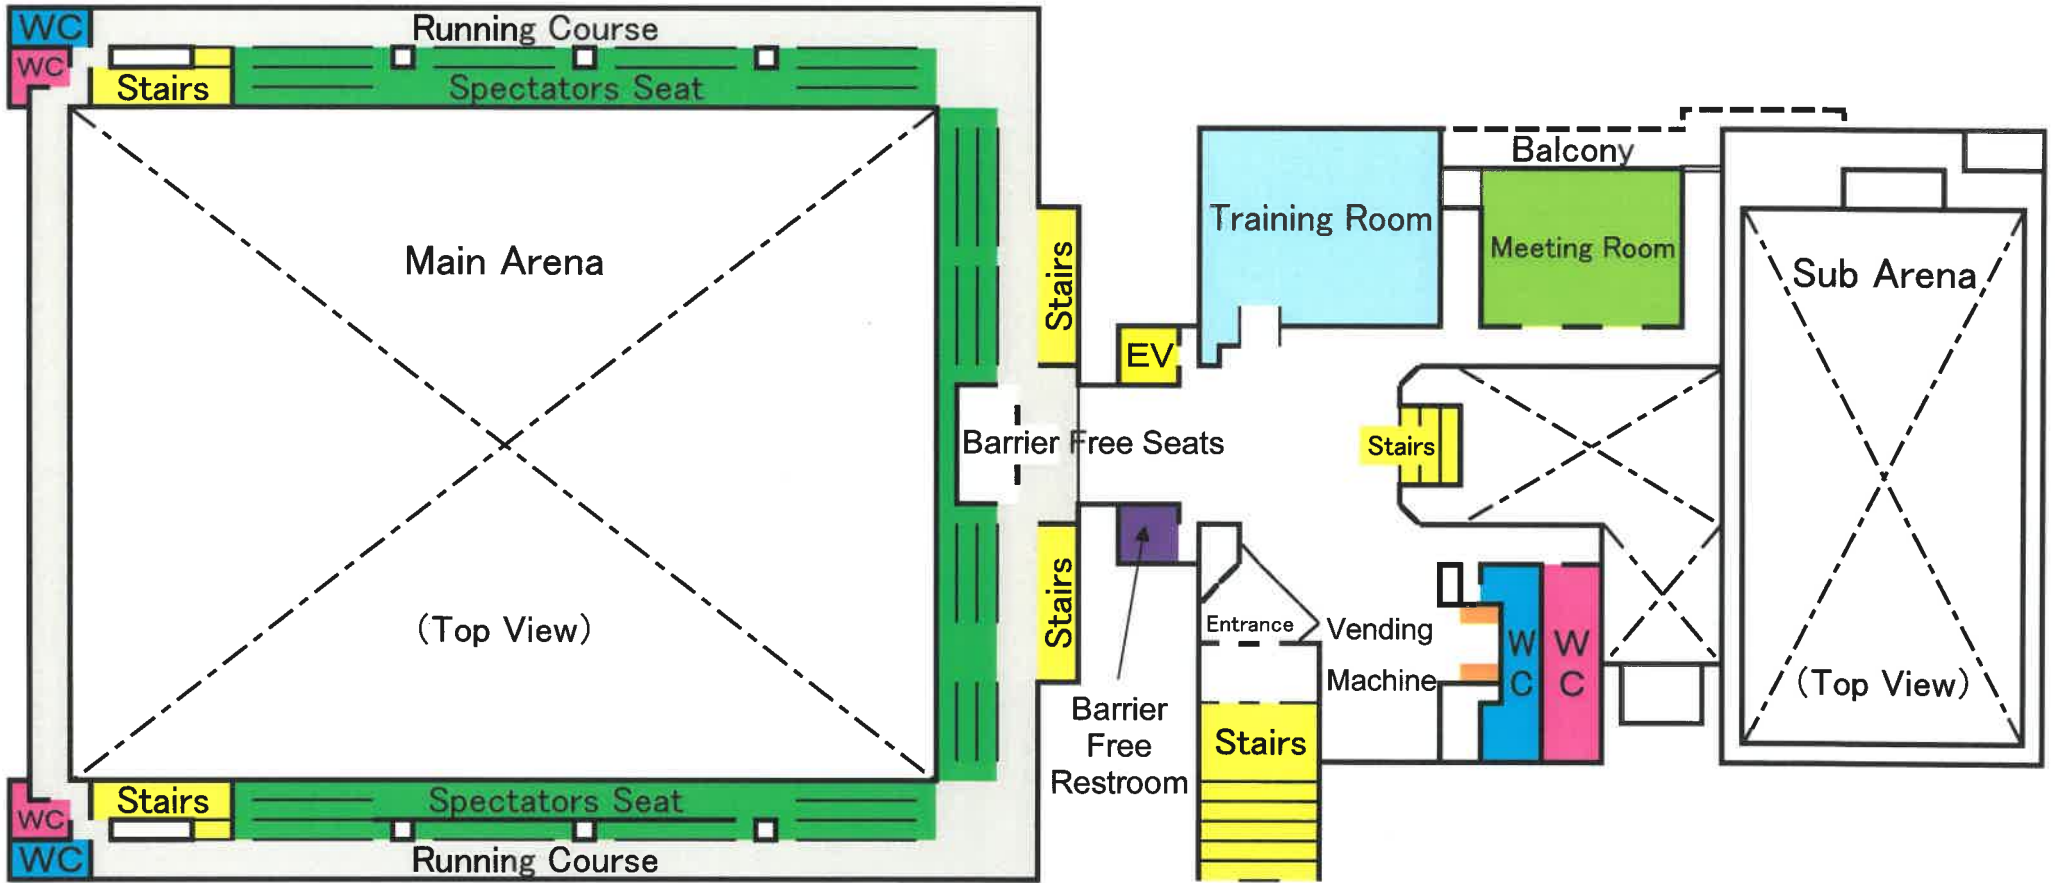 WC
WC
Running Course
Stairs
Spectators Seat
Main Arena
(Top View)
Stairs
EV
Barrier Free Seats
Stairs
Barrier
Free
Restroom
Training Room
Balcony
Meeting Room
Stairs
Entrance
Vending
Machine
Stairs
WC
WC
Sub Arena
(Top View)
WC
WC
Stairs
Spectators Seat
Running Course